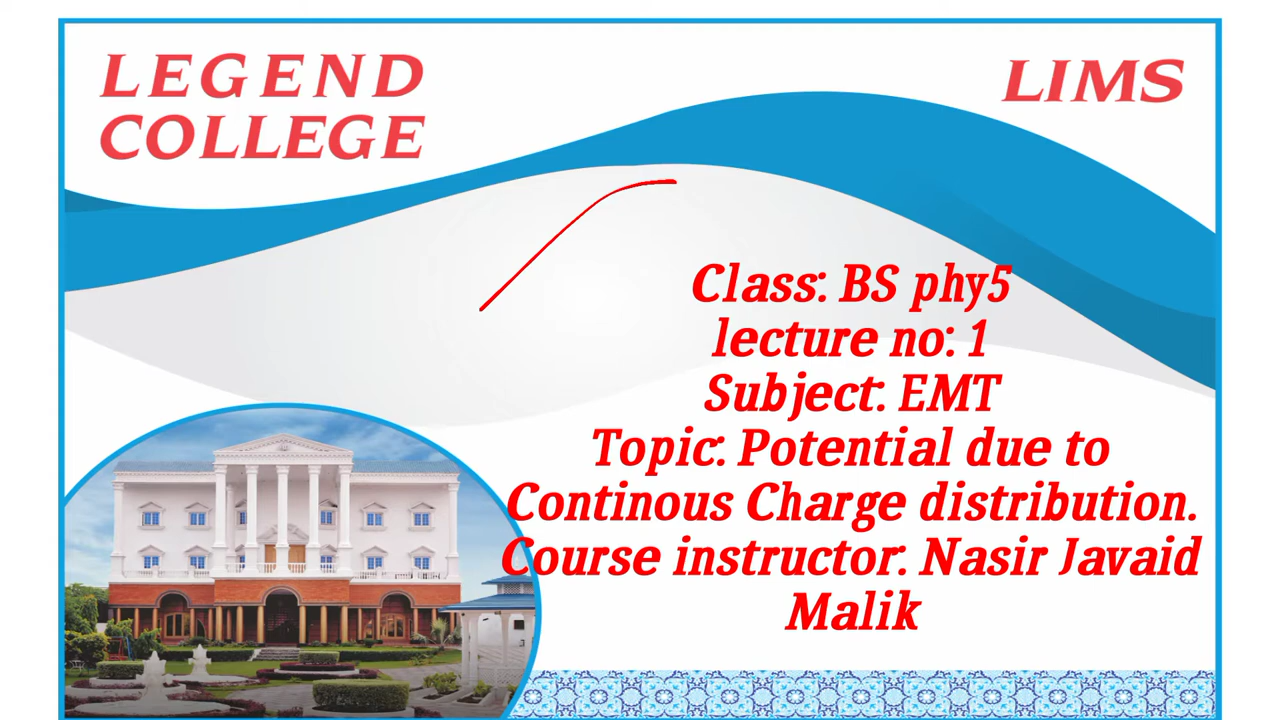 LEGEND
COLLEGE
LIMS
Class: BS phy5
lecture no: 1
Subject: EMT
Topic: Potential due to
Continous Charge distribution.
Course instructor: Nasir Javaid
Malik